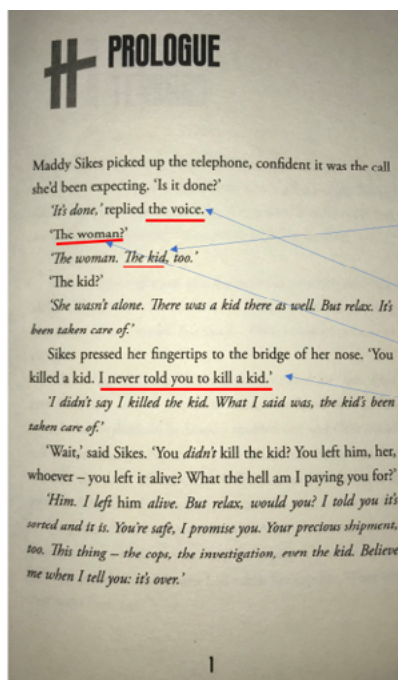 PROLOGUE
Maddy Sikes picked up the telephone, confident it was the call
she'd been expecting. 'Is it done?'
'It's done,' replied the voice.
'The woman?'
'The woman. The kid, too.'
'The kid?'
'She wasn't alone. There was a kid there as well. But relax. It's
been taken care of.'
Sikes pressed her fingertips to the bridge of her nose. 'You
killed a kid. I never told you to kill a kid.'
'I didn't say I killed the kid. What I said was, the kid's been
taken care of.'
'Wait,' said Sikes. 'You didn't kill the kid? You left him, her,
whoever – you left it alive? What the hell am I paying you for?'
'Him. I left him alive. But relax, would you? I told you it's
sorted and it is. You're safe, I promise you. Your precious shipment,
too. This thing – the cops, the investigation, even the kid. Believe
me when I tell you: it's over.'
1